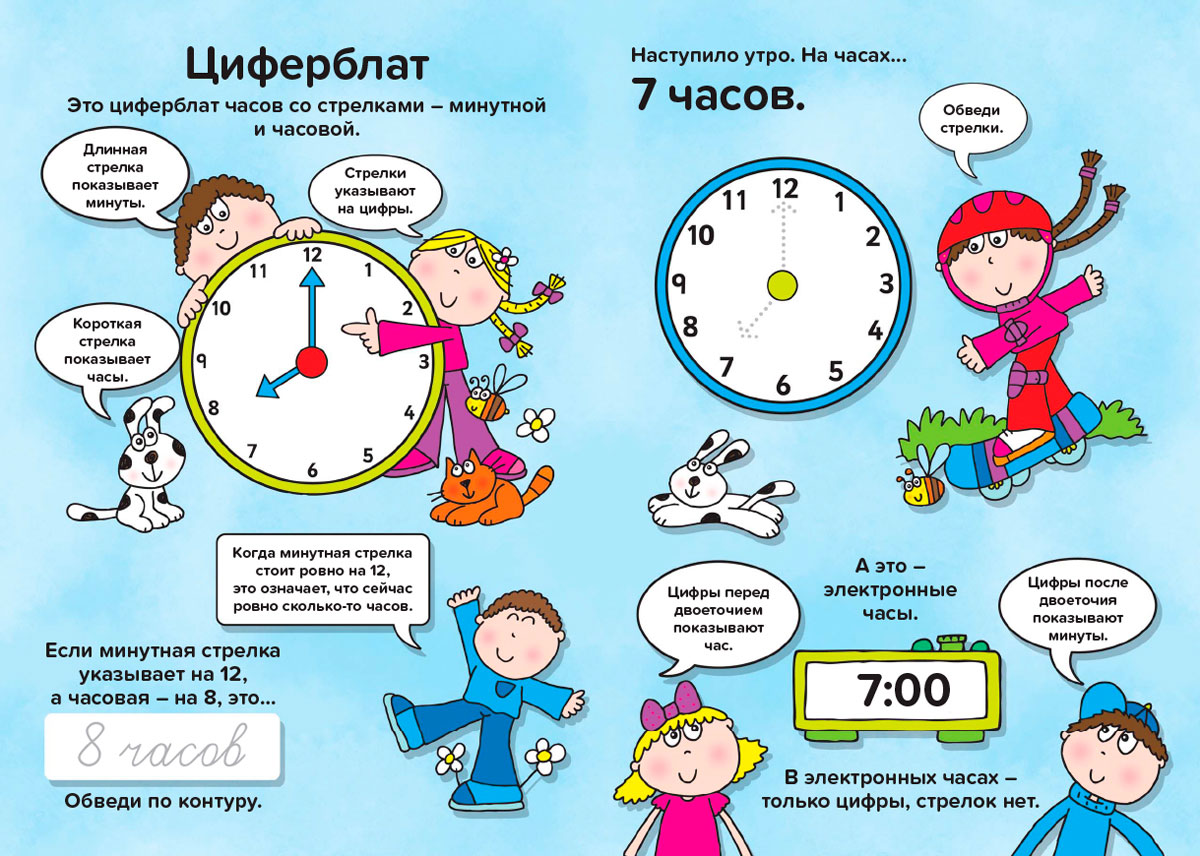 Циферблат
Это циферблат часов со стрелками – минутной
и часовой.
Длинная
стрелка
показывает
минуты.
Стрелки
указывают
на цифры.
Короткая
стрелка
показывает
часы.
12
1
2
3
4
5
6
7
8
9
10
11
Когда минутная стрелка
стоит ровно на 12,
это означает, что сейчас
ровно сколько-то часов.
Если минутная стрелка
указывает на 12,
а часовая – на 8, это...
8 часов
Обведи по контуру.
Наступило утро. На часах...
7 часов.
Обведи
стрелки.
12
1
2
3
4
5
6
7
8
9
10
11
Цифры перед
двоеточием
показывают
час.
А это –
электронные
часы.
Цифры после
двоеточия
показывают
минуты.
7:00
В электронных часах –
только цифры, стрелок нет.